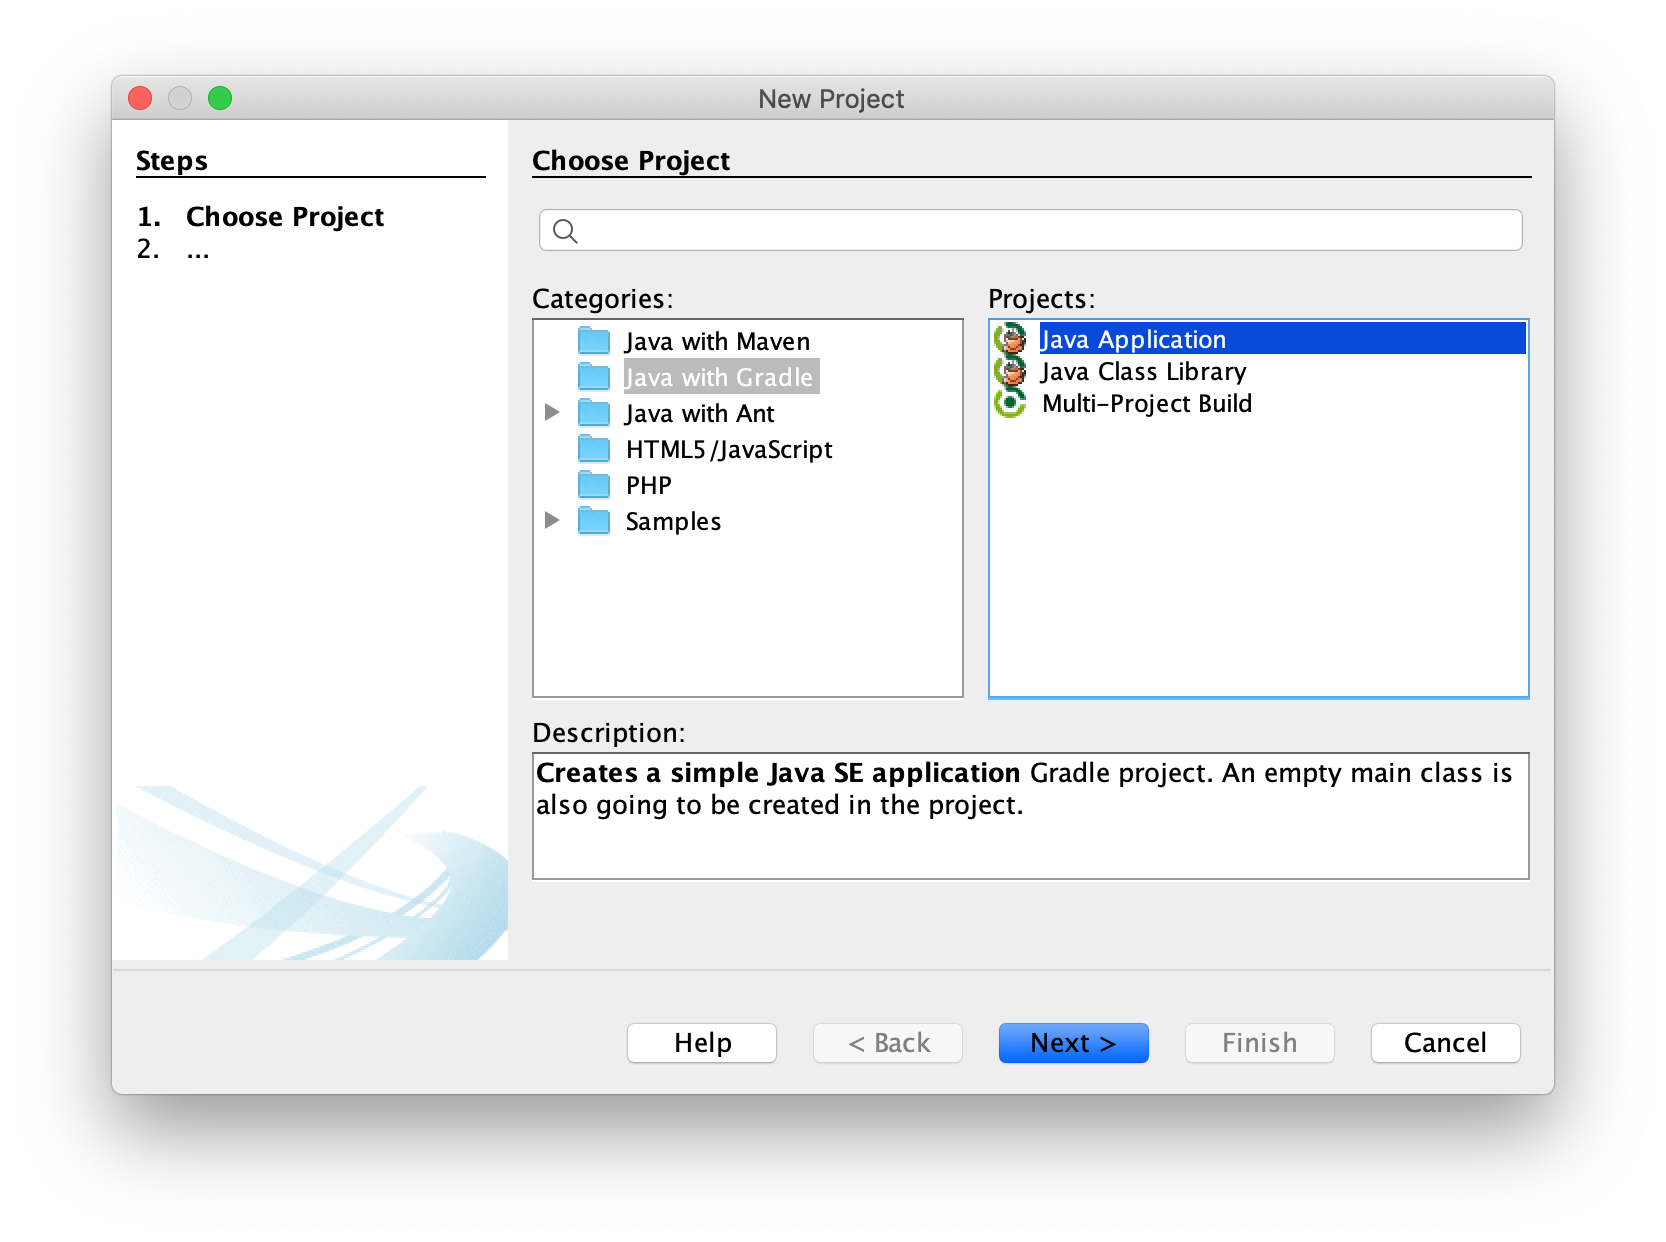 New Project
Steps
1. Choose Project
2. ...
Choose Project
Categories:
Java with Maven
Java with Gradle
Java with Ant
HTML5/JavaScript
PHP
Samples
Projects:
Java Application
Java Class Library
Multi-Project Build
Description:
Creates a simple Java SE application Gradle project. An empty main class is
also going to be created in the project.
Help
< Back
Next >
Finish
Cancel